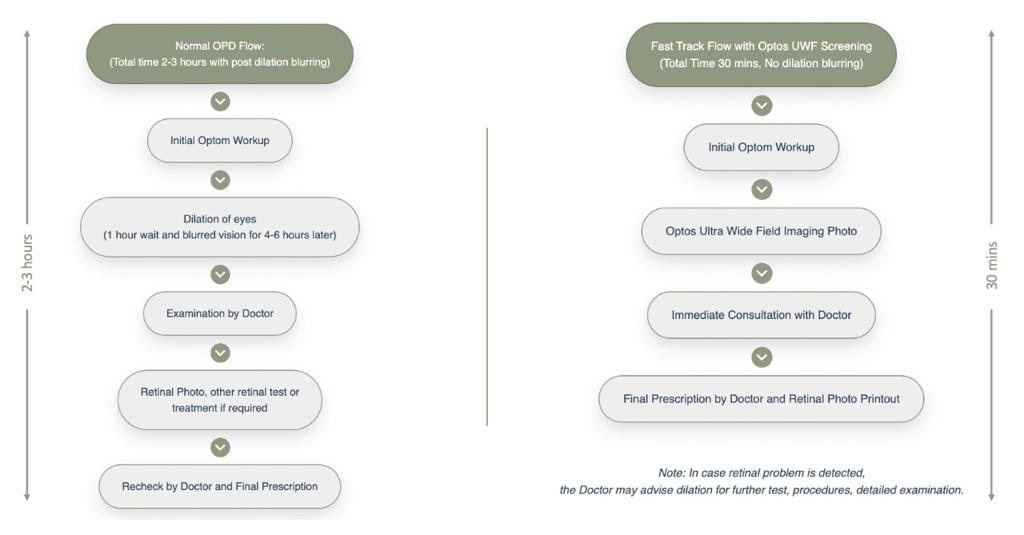 Normal OPD Flow:
(Total time 2-3 hours with post dilation blurring)
Initial Optom Workup
Dilation of eyes
(1 hour wait and blurred vision for 4-6 hours later)
Examination by Doctor
Retinal Photo, other retinal test or
treatment if required
Recheck by Doctor and Final Prescription
2-3 hours
Fast Track Flow with Optos UWF Screening
(Total Time 30 mins, No dilation blurring)
Initial Optom Workup
Optos Ultra Wide Field Imaging Photo
Immediate Consultation with Doctor
Final Prescription by Doctor and Retinal Photo Printout
Note: In case retinal problem is detected,
the Doctor may advise dilation for further test, procedures, detailed examination.
30 mins